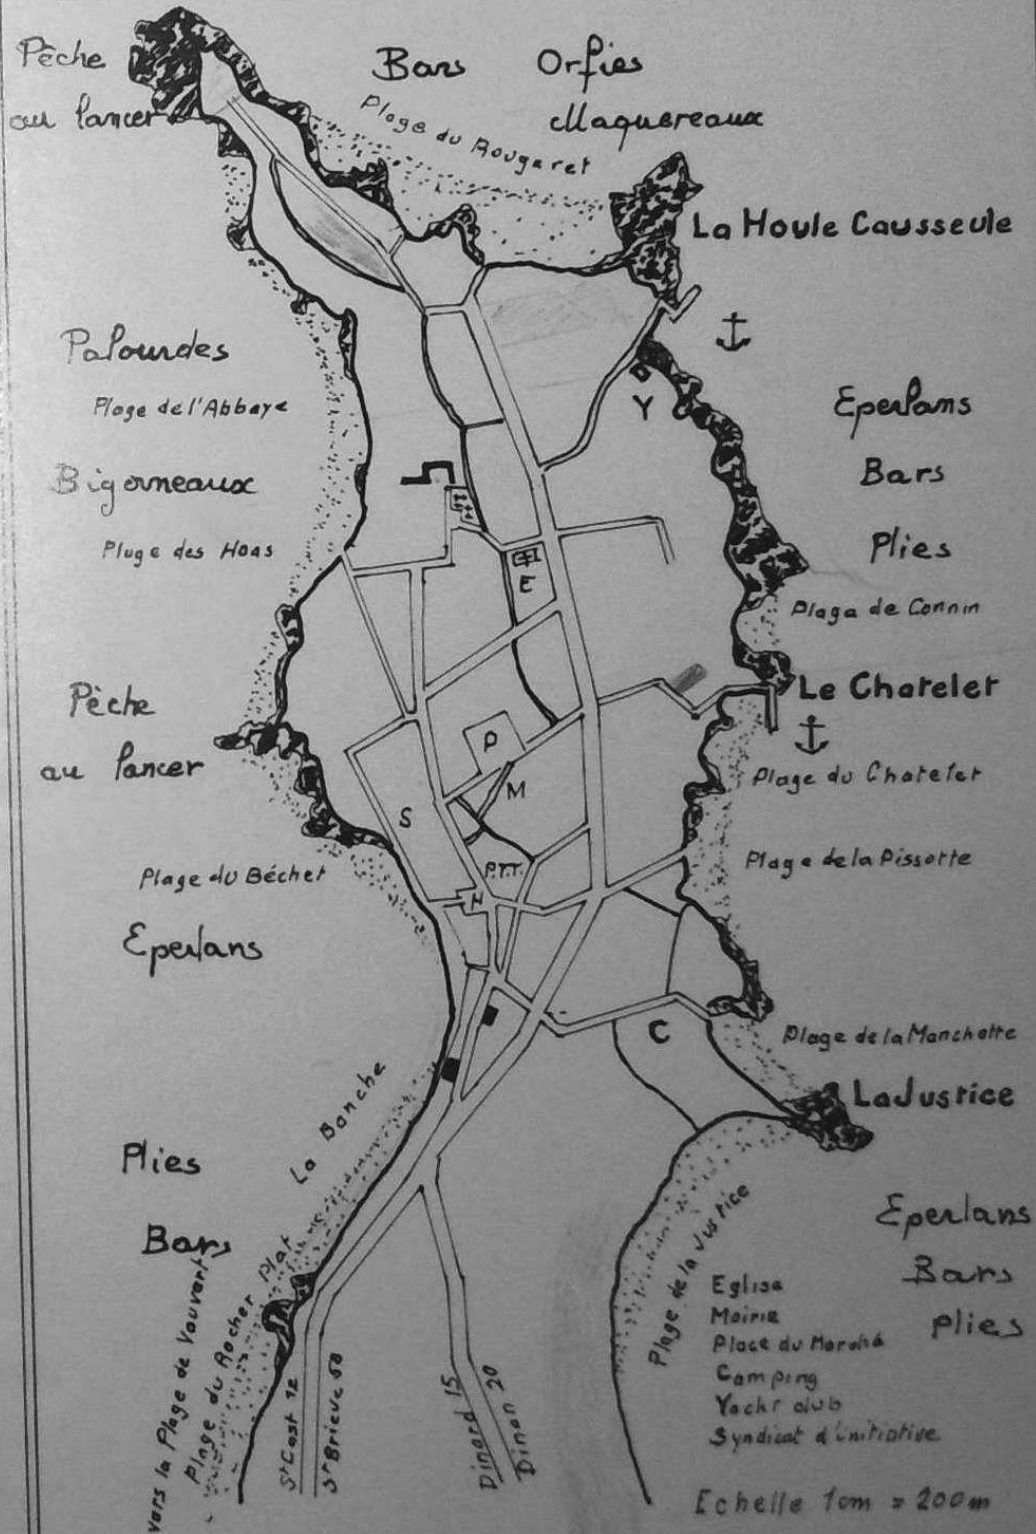 Pêche
au lancer
Bars Orfies
Maquereaux
Plage du Rougeret
La Houle Causseule
Palourdes
Plage de l'Abbaye
Bigorneaux
Plage des Hoas
Y
Eperlans
Bars
Plies
Plage de Connin
E
Le Chatelet
Pêche
au lancer
P
M
S
Plage du Chatelet
Plage de la Pissotte
P.T.T.
H
Plage du Béchet
Eperlans
C
Plage de la Manchette
La Justice
La Banche
Plies
Bars
Plage de la Justice
Eperlans
Bars
Plies
vers la Plage de Vauvert
Plage du Rocher Plat
St Cast 12
St Brieuc 50
Dinard 15
Dinan 20
Eglise
Mairie
Place du Marché
Camping
Yacht club
Syndicat d'initiative
Echelle 1cm = 200m